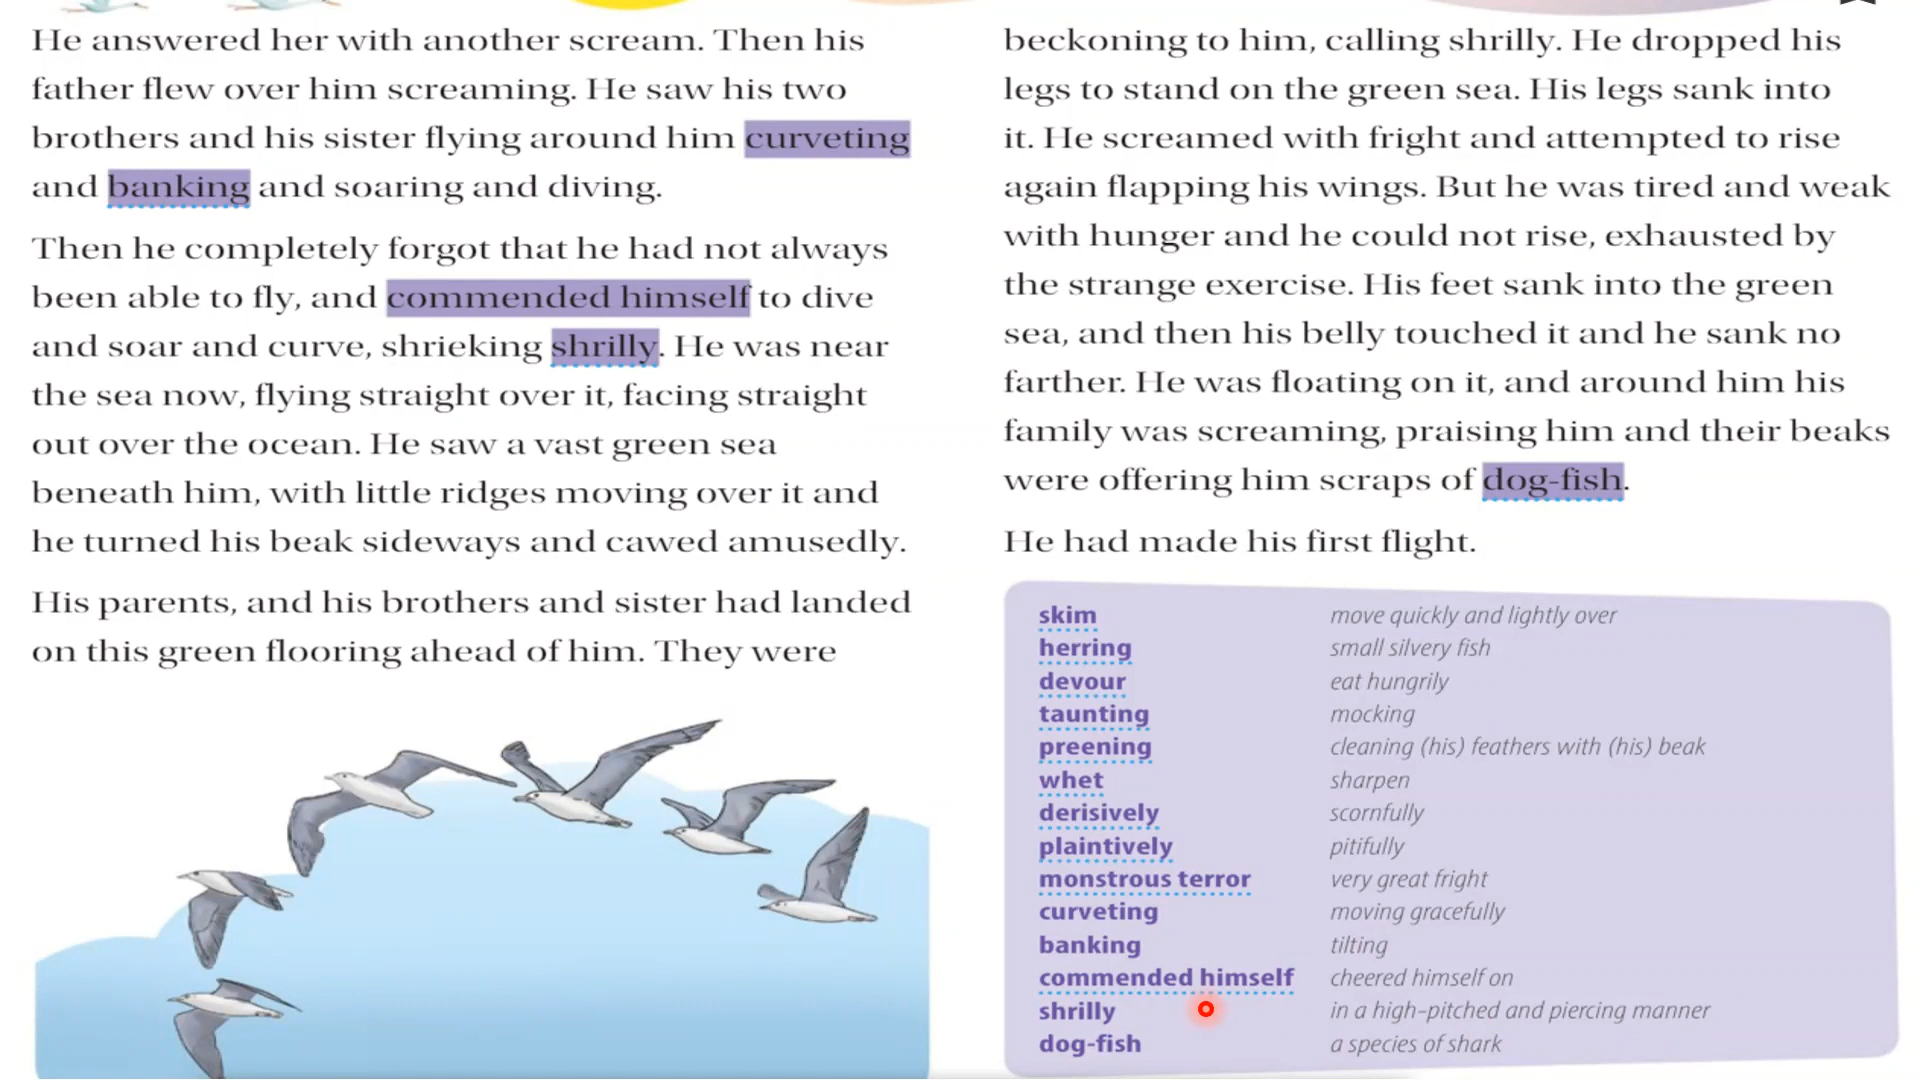 He answered her with another scream. Then his
father flew over him screaming. He saw his two
brothers and his sister flying around him curveting
and banking and soaring and diving.
Then he completely forgot that he had not always
been able to fly, and commended himself to dive
and soar and curve, shrieking shrilly. He was near
the sea now, flying straight over it, facing straight
out over the ocean. He saw a vast green sea
beneath him, with little ridges moving over it and
he turned his beak sideways and cawed amusedly.
His parents, and his brothers and sister had landed
on this green flooring ahead of him. They were
beckoning to him, calling shrilly. He dropped his
legs to stand on the green sea. His legs sank into
it. He screamed with fright and attempted to rise
again flapping his wings. But he was tired and weak
with hunger and he could not rise, exhausted by
the strange exercise. His feet sank into the green
sea, and then his belly touched it and he sank no
farther. He was floating on it, and around him his
family was screaming, praising him and their beaks
were offering him scraps of dog-fish.
He had made his first flight.
skim move quickly and lightly over
herring small silvery fish
devour eat hungrily
taunting mocking
preening cleaning (his) feathers with (his) beak
whet sharpen
derisively scornfully
plaintively pitifully
monstrous terror very great fright
curveting moving gracefully
banking tilting
commended himself cheered himself on
shrilly in a high-pitched and piercing manner
dog-fish a species of shark